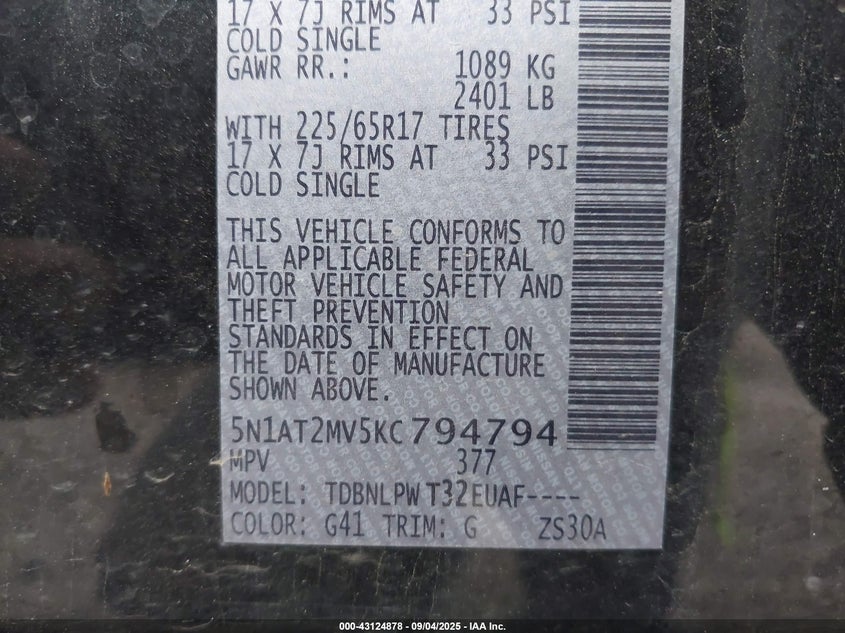 17 X 7J RIMS AT 33 PSI
COLD SINGLE
GAWR RR.: 1089 KG
2401 LB
WITH 225/65R17 TIRES
17 X 7J RIMS AT 33 PSI
COLD SINGLE
THIS VEHICLE CONFORMS TO
ALL APPLICABLE FEDERAL
MOTOR VEHICLE SAFETY AND
THEFT PREVENTION
STANDARDS IN EFFECT ON
THE DATE OF MANUFACTURE
SHOWN ABOVE.
5N1AT2MV5KC794794
MPV 377
MODEL: TDBNLPW T32EUAF----
COLOR: G41 TRIM: G ZS30A
000-43124878 - 09/04/2025 - IAA Inc.